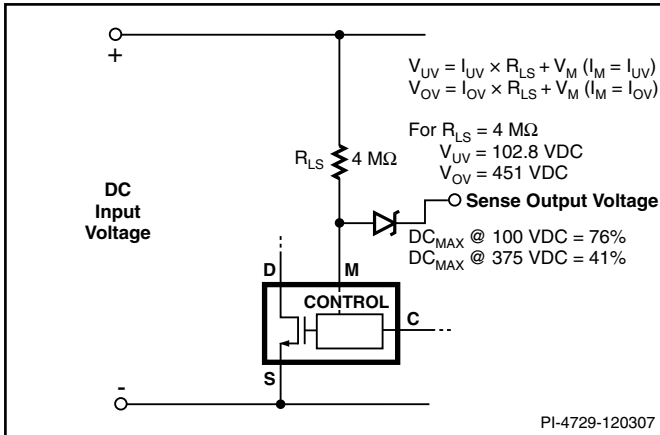 +
V_UV = I_UV × R_LS + V_M (I_M = I_UV)
V_OV = I_OV × R_LS + V_M (I_M = I_OV)
For R_LS = 4 MΩ
V_UV = 102.8 VDC
V_OV = 451 VDC
R_LS
4 MΩ
DC
Input
Voltage
Sense Output Voltage
DC_MAX @ 100 VDC = 76%
DC_MAX @ 375 VDC = 41%
D
M
CONTROL
C
S
-
PI-4729-120307